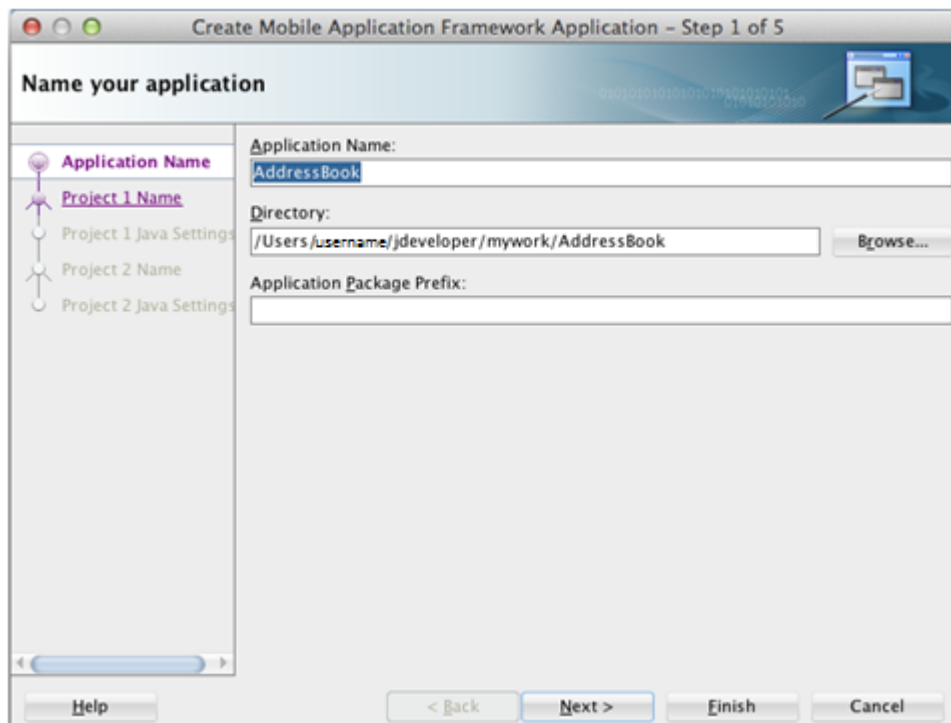 Create Mobile Application Framework Application – Step 1 of 5
Name your application
Application Name
Project 1 Name
Project 1 Java Settings
Project 2 Name
Project 2 Java Settings
Application Name:
AddressBook
Directory:
/Users/username/jdeveloper/mywork/AddressBook
Browse...
Application Package Prefix:
Help
< Back
Next >
Finish
Cancel